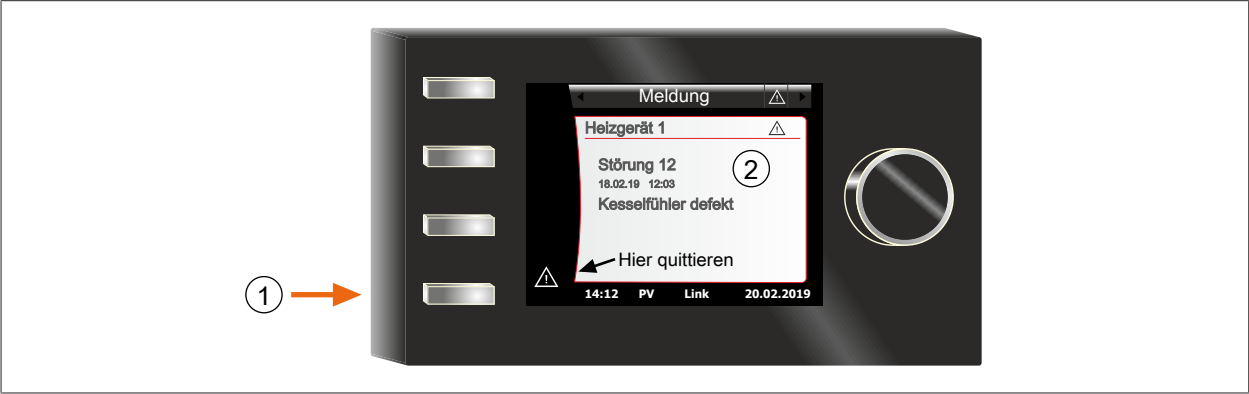 Meldung
Heizgerät 1
Störung 12
2
18.02.19 12:03
Kesselfühler defekt
Hier quittieren
1
14:12 PV Link 20.02.2019